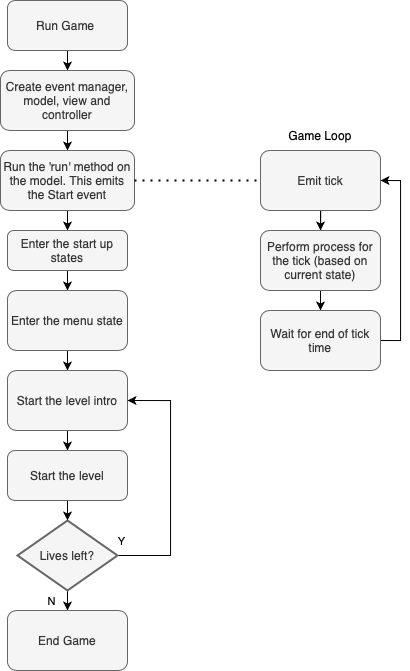 Run Game
Create event manager,
model, view and
controller
Run the 'run' method on
the model. This emits
the Start event
Enter the start up
states
Enter the menu state
Start the level intro
Start the level
Lives left?
Y
N
End Game
Game Loop
Emit tick
Perform process for
the tick (based on
current state)
Wait for end of tick
time